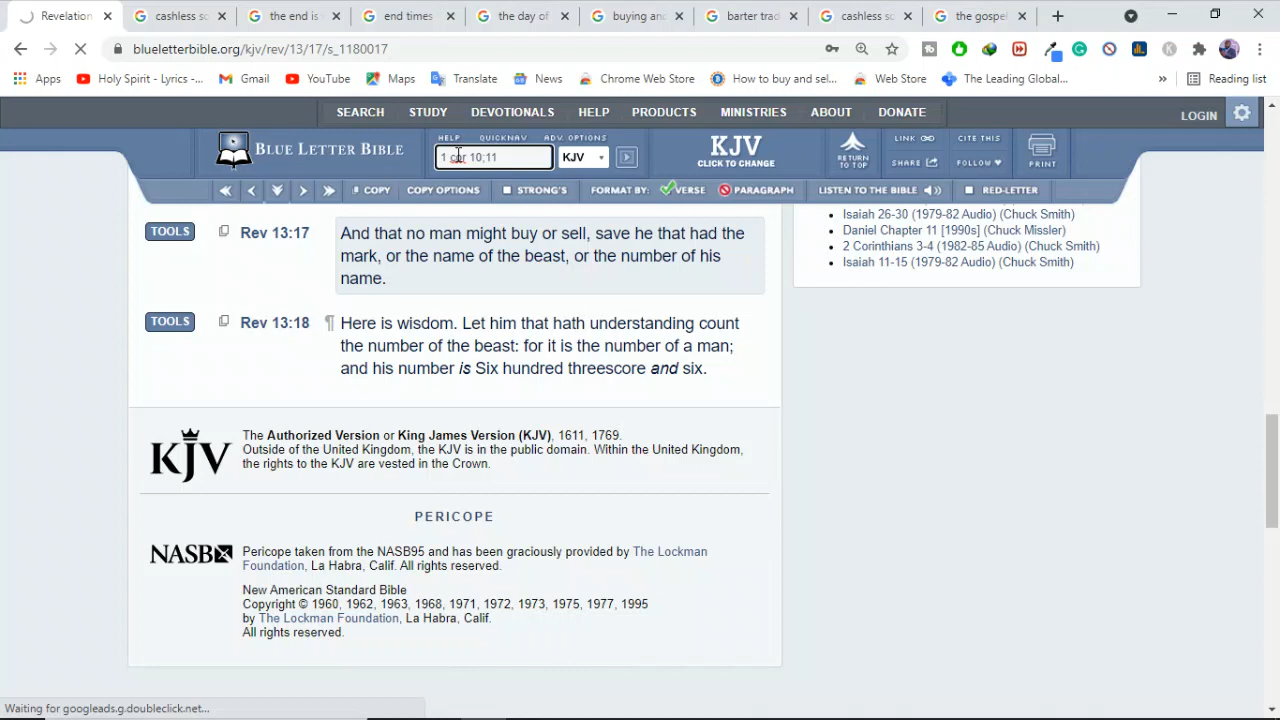 Revelation
cashless so
the end is
end times
the day of
buying and
barter trad
cashless so
the gospel
blueletterbible.org/kjv/rev/13/17/s_1180017
Apps
Holy Spirit - Lyrics -...
Gmail
YouTube
Maps
Translate
News
Chrome Web Store
How to buy and sel...
Web Store
The Leading Global...
»
Reading list
SEARCH
STUDY
DEVOTIONALS
HELP
PRODUCTS
MINISTRIES
ABOUT
DONATE
LOGIN
BLUE LETTER BIBLE
HELP
QUICKNAV
ADV. OPTIONS
1 cor 10;11
KJV
KJV
CLICK TO CHANGE
RETURN
TO TOP
LINK
CITE THIS
SHARE
FOLLOW
PRINT
COPY
COPY OPTIONS
STRONG'S
FORMAT BY:
VERSE
PARAGRAPH
LISTEN TO THE BIBLE
RED-LETTER
TOOLS
Rev 13:17
And that no man might buy or sell, save he that had the
mark, or the name of the beast, or the number of his
name.
TOOLS
Rev 13:18
¶ Here is wisdom. Let him that hath understanding count
the number of the beast: for it is the number of a man;
and his number is Six hundred threescore and six.
Isaiah 26-30 (1979-82 Audio) (Chuck Smith)
Daniel Chapter 11 [1990s] (Chuck Missler)
2 Corinthians 3-4 (1982-85 Audio) (Chuck Smith)
Isaiah 11-15 (1979-82 Audio) (Chuck Smith)
KJV
The Authorized Version or King James Version (KJV), 1611, 1769.
Outside of the United Kingdom, the KJV is in the public domain. Within the United Kingdom,
the rights to the KJV are vested in the Crown.
PERICOPE
NASB
Pericope taken from the NASB95 and has been graciously provided by The Lockman
Foundation, La Habra, Calif. All rights reserved.
New American Standard Bible
Copyright © 1960, 1962, 1963, 1968, 1971, 1972, 1973, 1975, 1977, 1995
by The Lockman Foundation, La Habra, Calif.
All rights reserved.
Waiting for googleads.g.doubleclick.net...